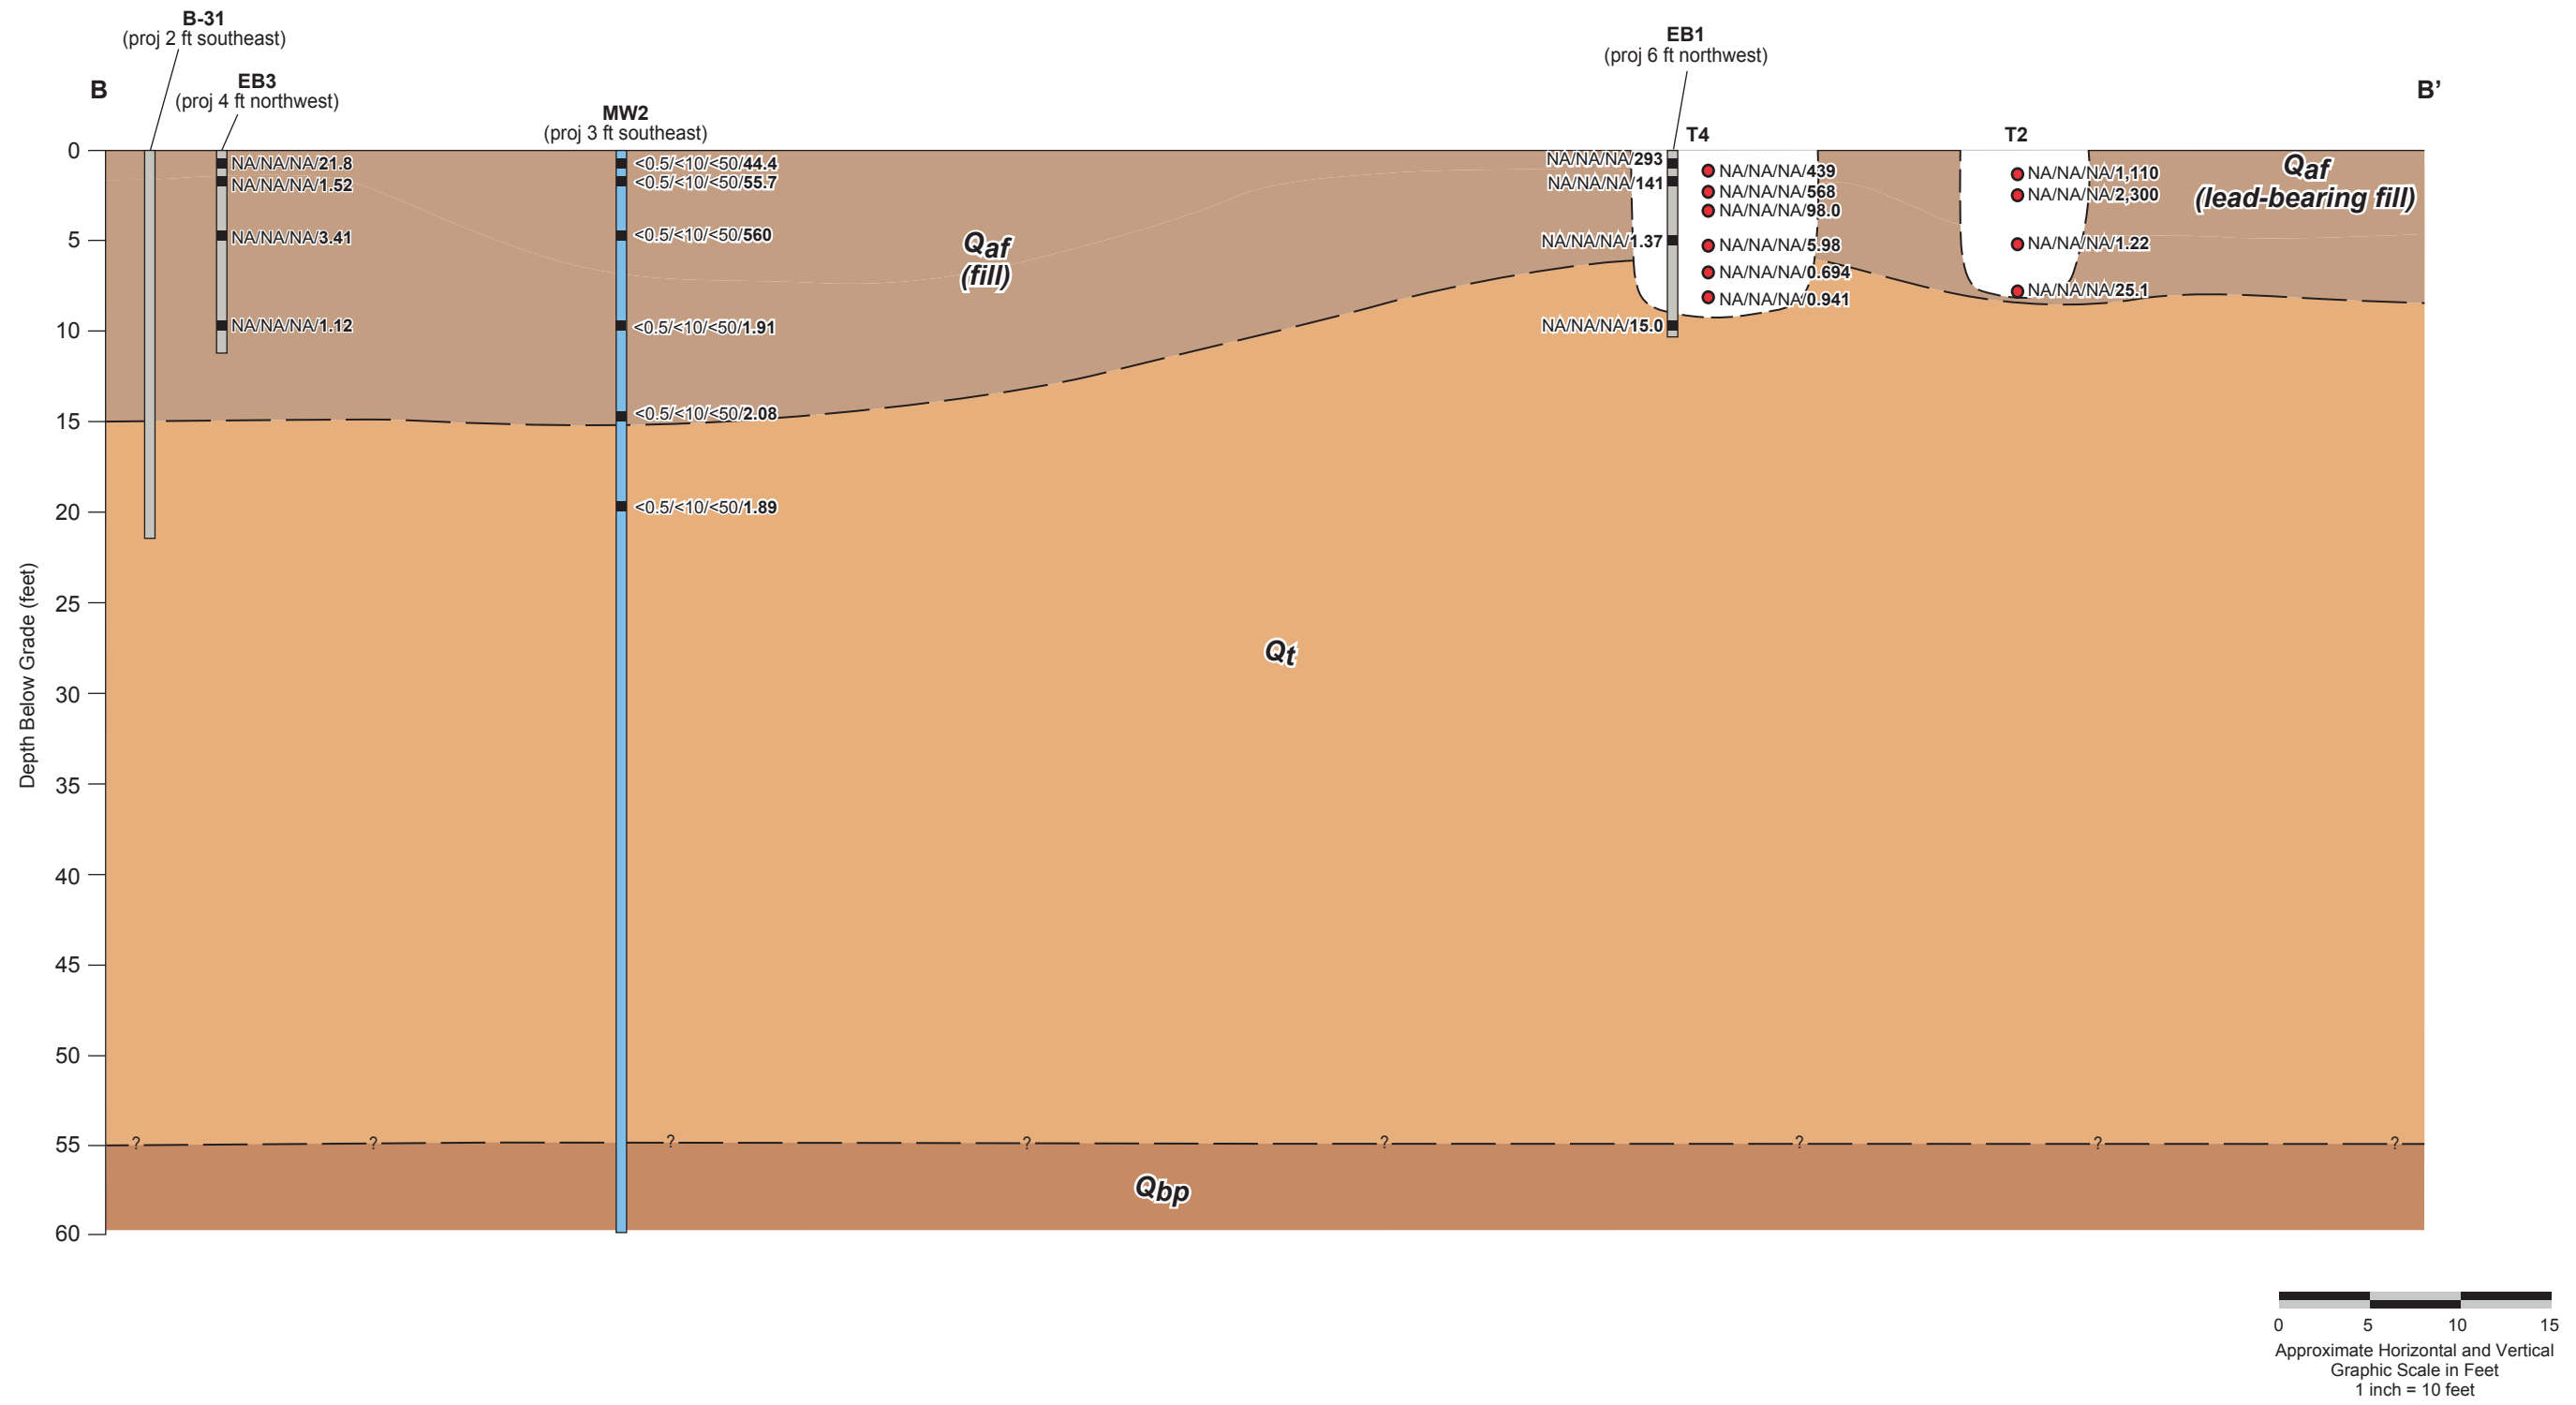 B-31
(proj 2 ft southeast)
EB3
(proj 4 ft northwest)
MW2
(proj 3 ft southeast)
EB1
(proj 6 ft northwest)
B
B’
T4
T2
0
5
10
15
20
25
30
35
40
45
50
55
60
Depth Below Grade (feet)
NA/NA/NA/21.8
NA/NA/NA/1.52
NA/NA/NA/3.41
NA/NA/NA/1.12
<0.5/<10/<50/44.4
<0.5/<10/<50/55.7
<0.5/<10/<50/560
<0.5/<10/<50/1.91
<0.5/<10/<50/2.08
<0.5/<10/<50/1.89
NA/NA/NA/293
NA/NA/NA/141
NA/NA/NA/1.37
NA/NA/NA/15.0
NA/NA/NA/439
NA/NA/NA/568
NA/NA/NA/98.0
NA/NA/NA/5.98
NA/NA/NA/0.694
NA/NA/NA/0.941
NA/NA/NA/1,110
NA/NA/NA/2,300
NA/NA/NA/1.22
NA/NA/NA/25.1
Qaf
(fill)
Qaf
(lead-bearing fill)
Qt
? ? ? ? ? ? ? ?
Qbp
0 5 10 15
Approximate Horizontal and Vertical
Graphic Scale in Feet
1 inch = 10 feet